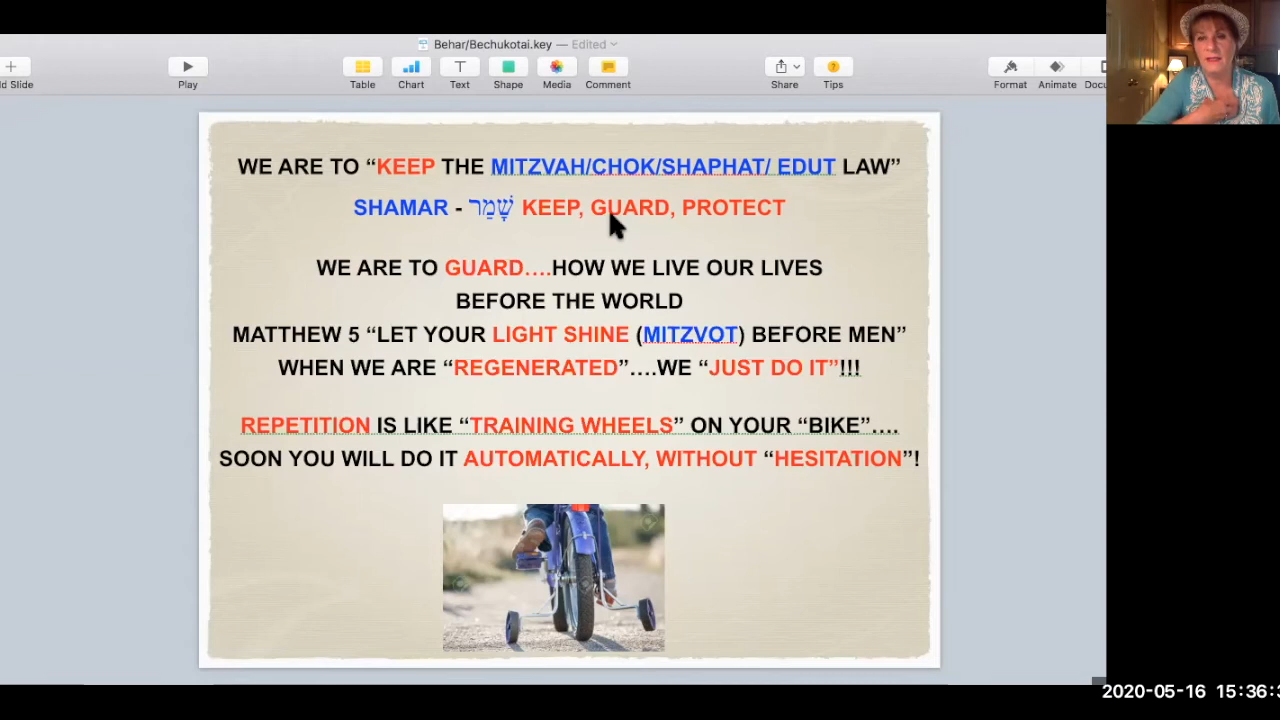 Behar/Bechukotai.key — Edited
d Slide
Play
Table
Chart
Text
Shape
Media
Comment
Share
Tips
Format
Animate
Docu
WE ARE TO “KEEP THE MITZVAH/CHOK/SHAPHAT/ EDUT LAW”
SHAMAR - שָׁמַר KEEP, GUARD, PROTECT
WE ARE TO GUARD….HOW WE LIVE OUR LIVES
BEFORE THE WORLD
MATTHEW 5 “LET YOUR LIGHT SHINE (MITZVOT) BEFORE MEN”
WHEN WE ARE “REGENERATED”….WE “JUST DO IT”!!!
REPETITION IS LIKE “TRAINING WHEELS” ON YOUR “BIKE”….
SOON YOU WILL DO IT AUTOMATICALLY, WITHOUT “HESITATION”!
2020-05-16 15:36:3